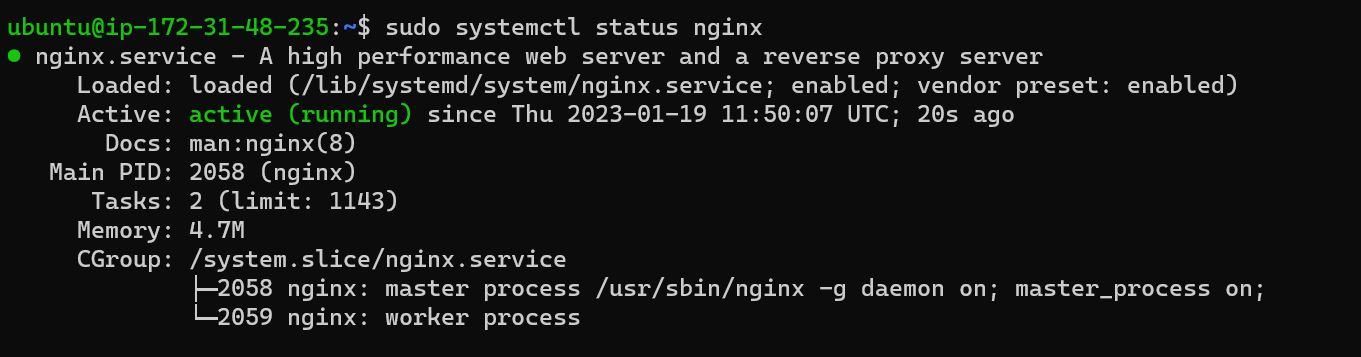 ubuntu@ip-172-31-48-235:~$ sudo systemctl status nginx
● nginx.service - A high performance web server and a reverse proxy server
     Loaded: loaded (/lib/systemd/system/nginx.service; enabled; vendor preset: enabled)
     Active: active (running) since Thu 2023-01-19 11:50:07 UTC; 20s ago
       Docs: man:nginx(8)
   Main PID: 2058 (nginx)
      Tasks: 2 (limit: 1143)
     Memory: 4.7M
     CGroup: /system.slice/nginx.service
             ├─2058 nginx: master process /usr/sbin/nginx -g daemon on; master_process on;
             └─2059 nginx: worker process